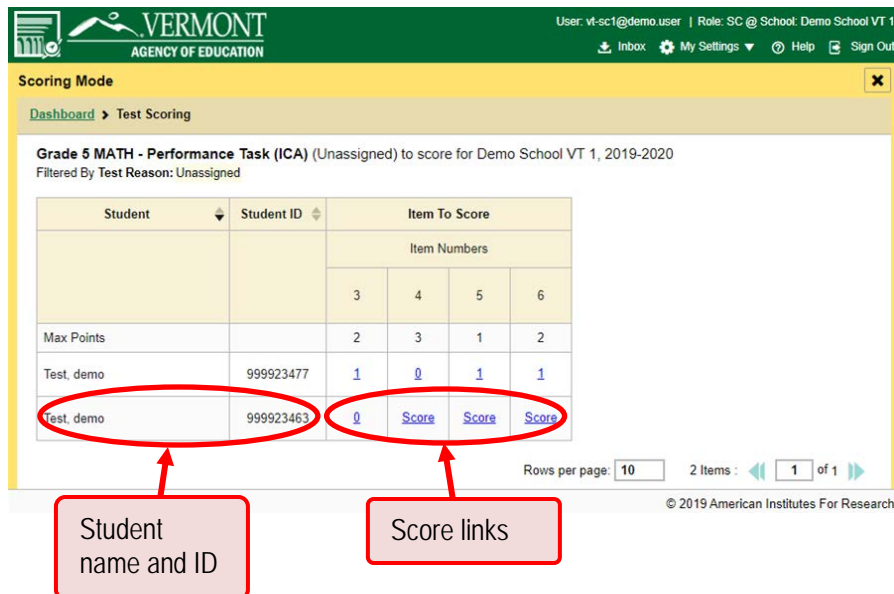 VERMONT
AGENCY OF EDUCATION
User: vt-sc1@demo.user | Role: SC @ School: Demo School VT 1
Inbox My Settings ▼ Help Sign Out
Scoring Mode
Dashboard > Test Scoring
Grade 5 MATH - Performance Task (ICA) (Unassigned) to score for Demo School VT 1, 2019-2020
Filtered By Test Reason: Unassigned
Student Student ID Item To Score
Item Numbers
3 4 5 6
Max Points 2 3 1 2
Test, demo 999923477 1 0 1 1
Test, demo 999923463 0 Score Score Score
Rows per page: 10 2 Items : 1 of 1
© 2019 American Institutes For Research
Student
name and ID
Score links